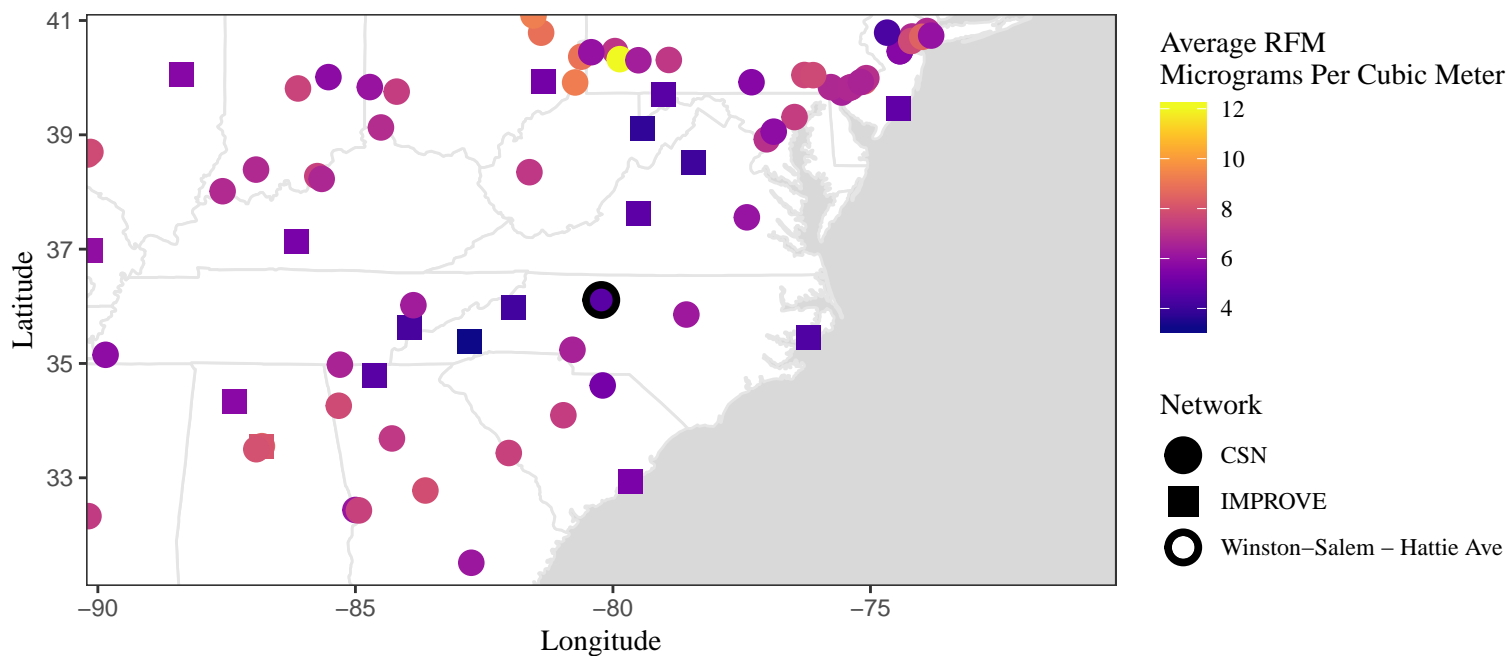 41
39
37
35
33
Latitude
−90
−85
−80
−75
Longitude
Average RFM
Micrograms Per Cubic Meter
12
10
8
6
4
Network
CSN
IMPROVE
Winston−Salem − Hattie Ave